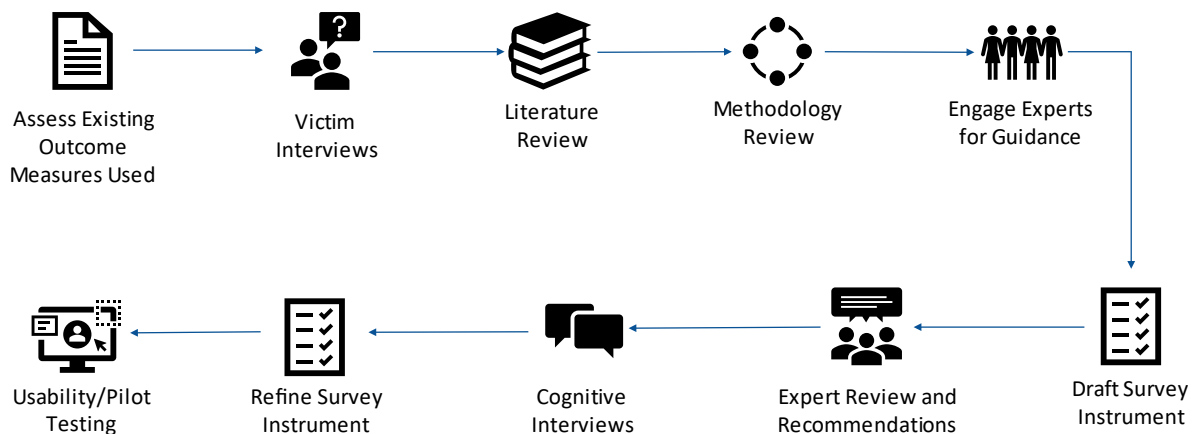 Assess Existing
Outcome
Measures Used
Victim
Interviews
?
Literature
Review
Methodology
Review
Engage Experts
for Guidance
Draft Survey
Instrument
Expert Review and
Recommendations
Cognitive
Interviews
Refine Survey
Instrument
Usability/Pilot
Testing